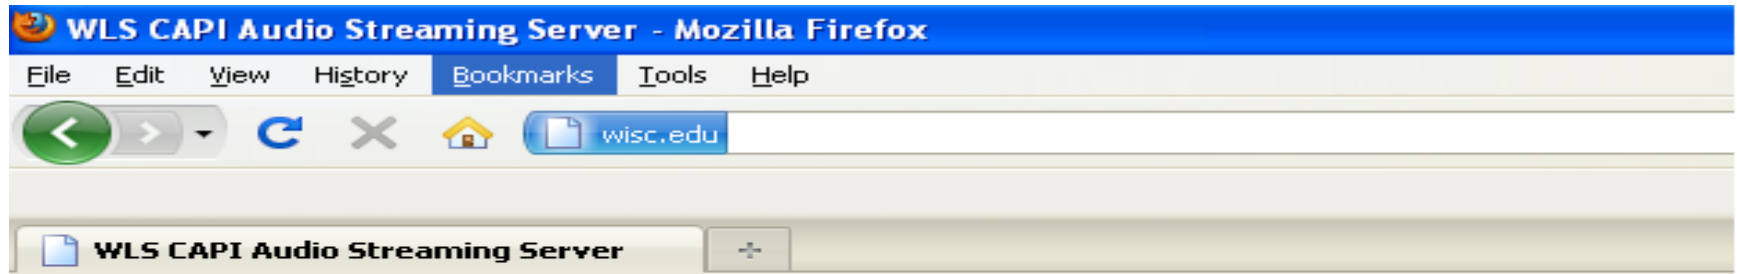 WLS CAPI Audio Streaming Server - Mozilla Firefox
File Edit View History Bookmarks Tools Help
wisc.edu
WLS CAPI Audio Streaming Server